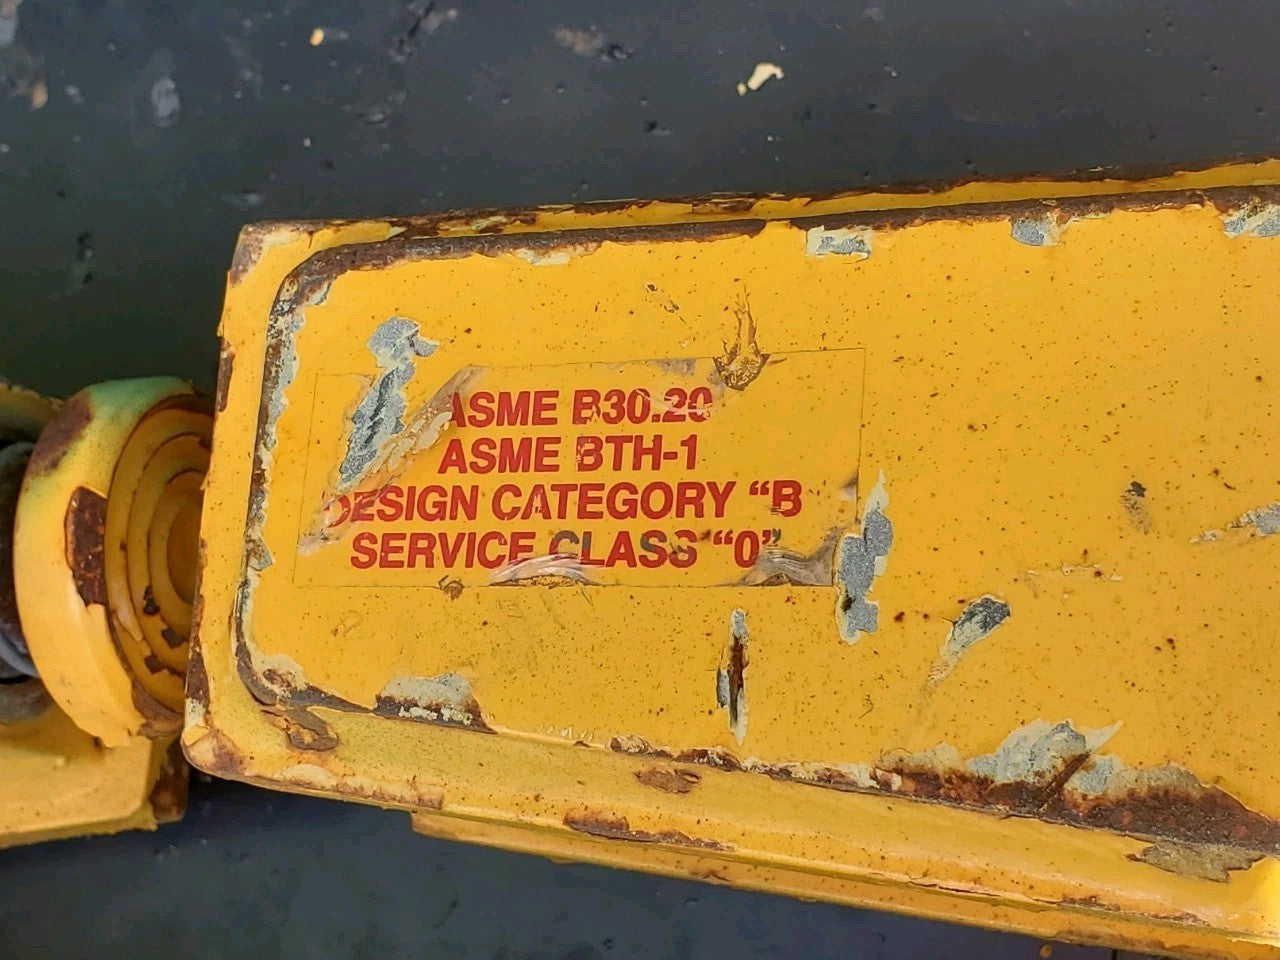 ASME B30.20
ASME BTH-1
DESIGN CATEGORY “B
SERVICE CLASS “0”